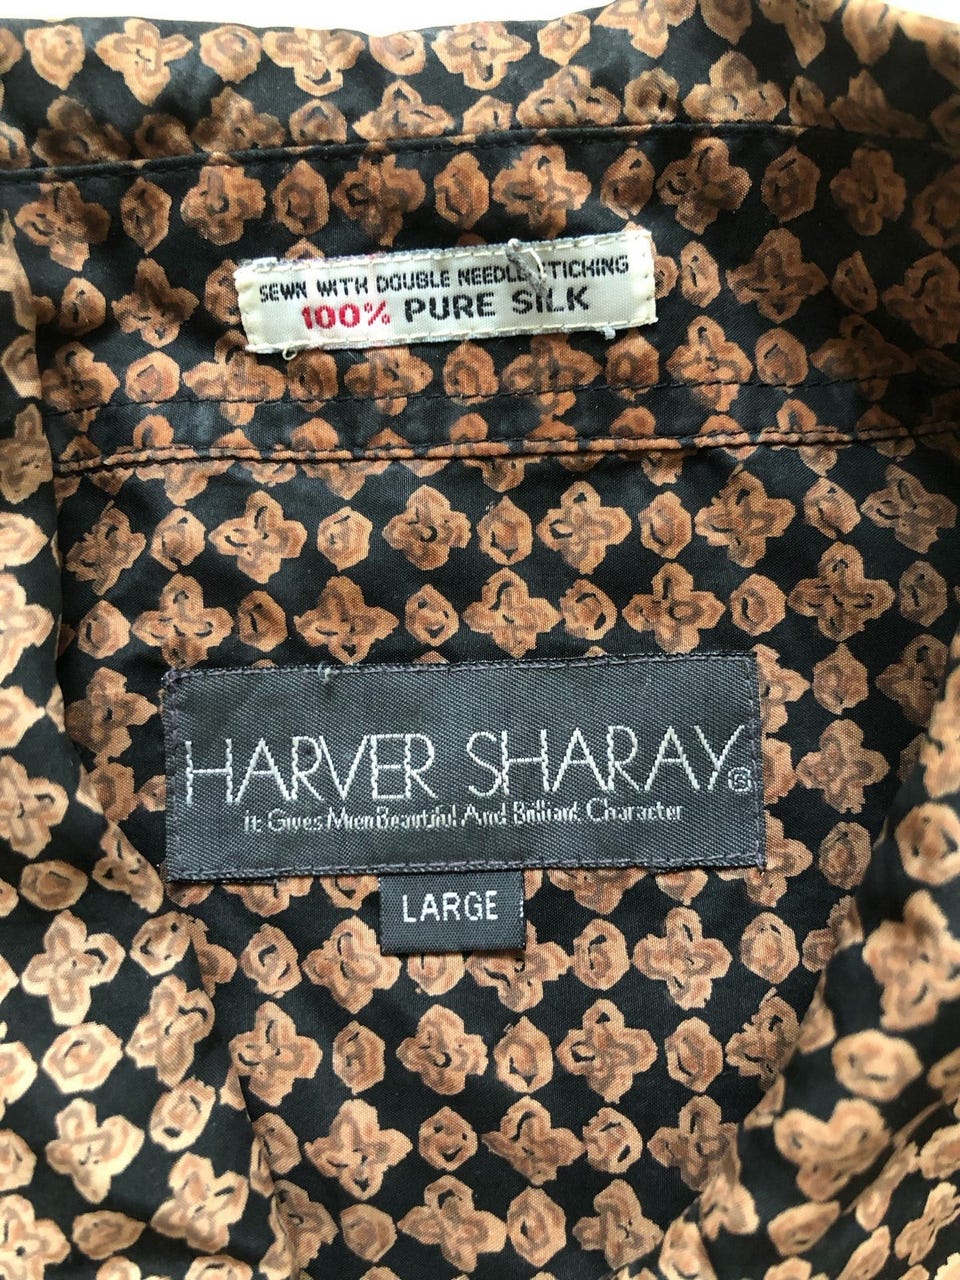 SEWN WITH DOUBLE NEEDLE STICHING
100% PURE SILK
HARVER SHARAY
It Gives Men Beautiful And Brilliant Character
LARGE